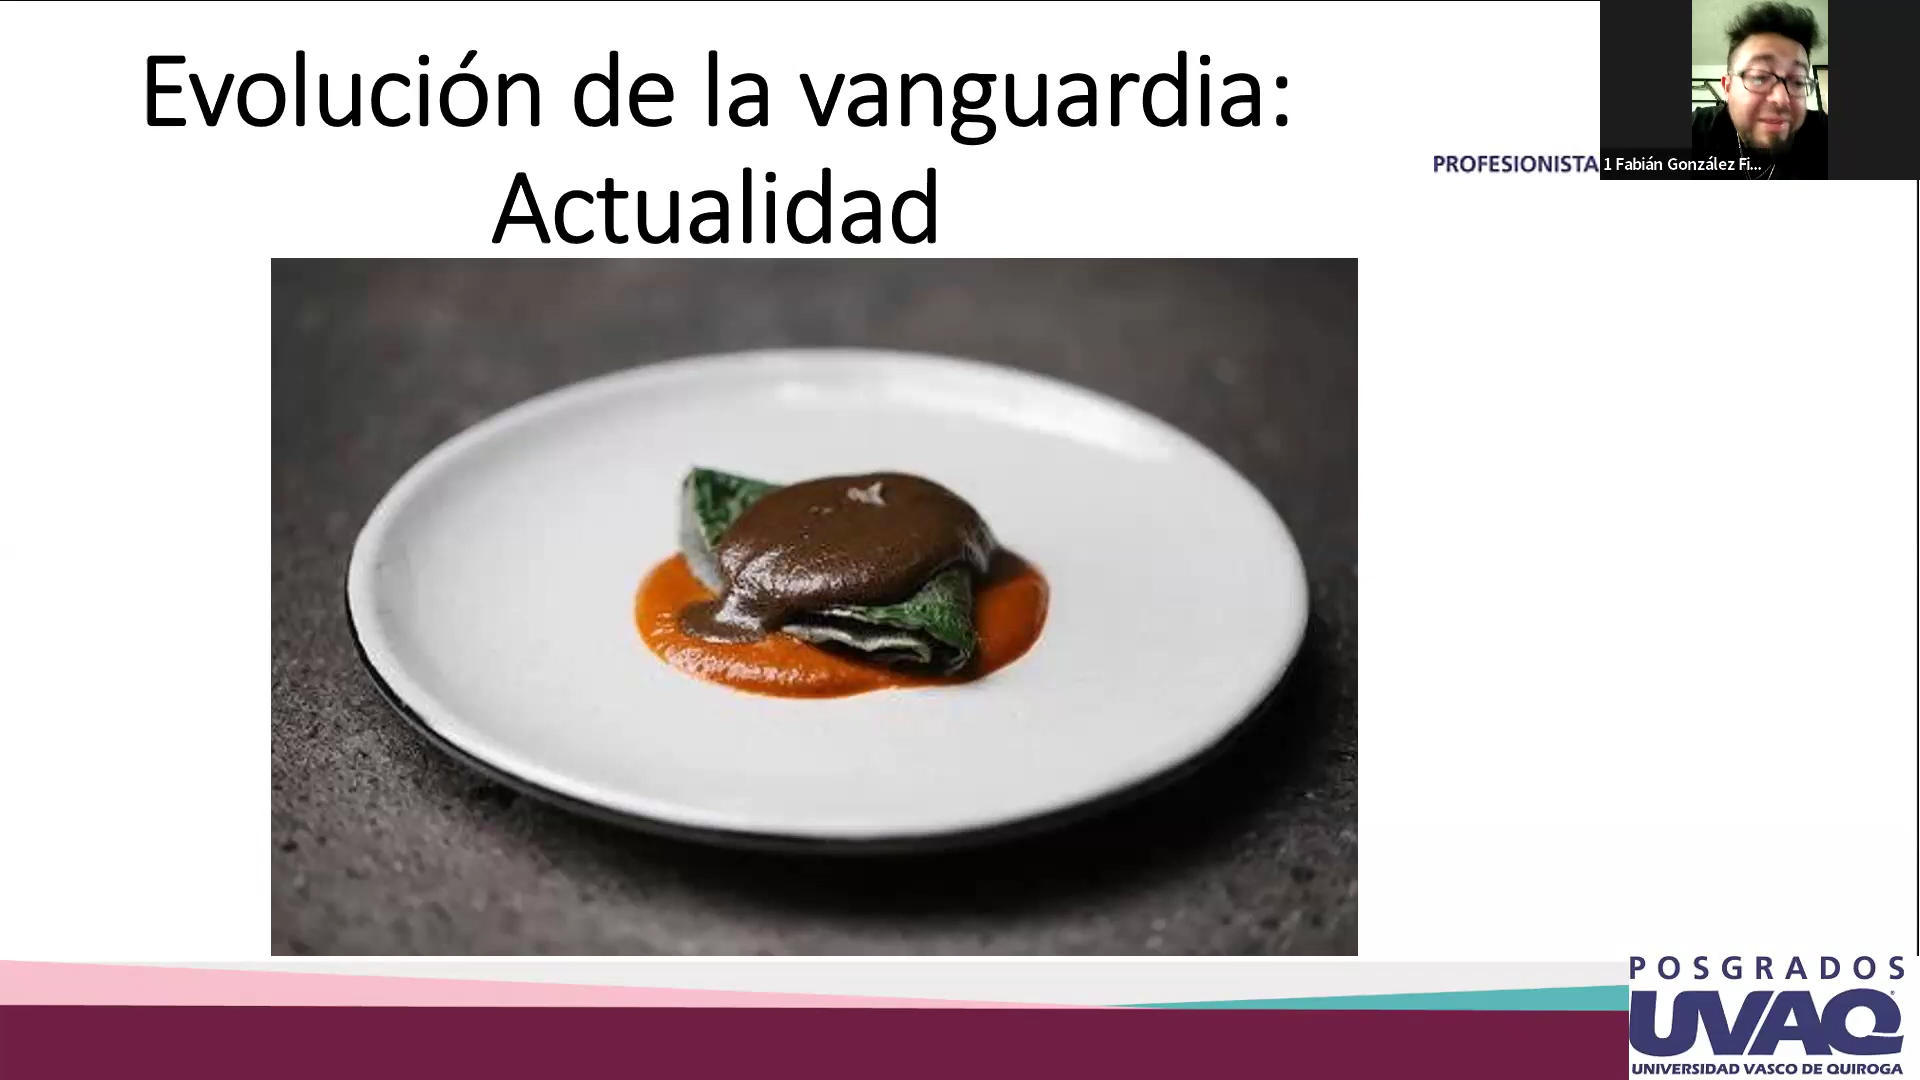 Evolución de la vanguardia:
Actualidad
PROFESIONISTA
1 Fabián González Fi...
POSGRADOS
UVAQ
UNIVERSIDAD VASCO DE QUIROGA